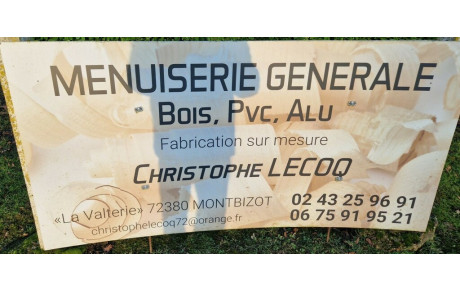 MENUISERIE GENERALE
BOIS, PVC, ALU
Fabrication sur mesure
CHRISTOPHE LECOQ
«La Valterie» 72380 MONTBIZOT 02 43 25 96 91
christophelecoq72@orange.fr 06 75 91 95 21